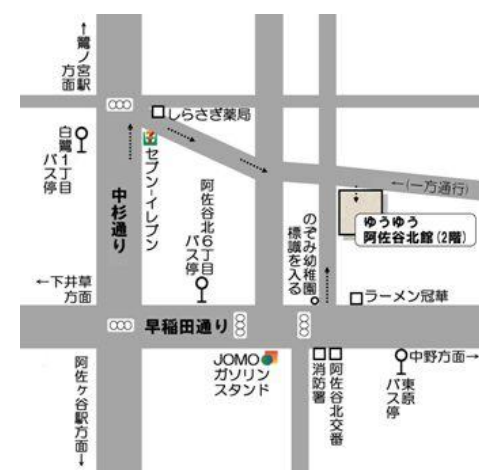 ↑鷺ノ宮駅
方面
しらさぎ薬局
白鷺1丁目
バス停
セブン-イレブン
中杉通り
阿佐谷北6丁目
バス停
←(一方通行)
のぞみ幼稚園
標識を入る
ゆうゆう
阿佐谷北館(2階)
←下井草
方面
ラーメン冠華
早稲田通り
JOMO
ガソリン
スタンド
消防署
阿佐谷北交番
東原
バス停
中野方面→
阿佐ヶ谷駅方面↓